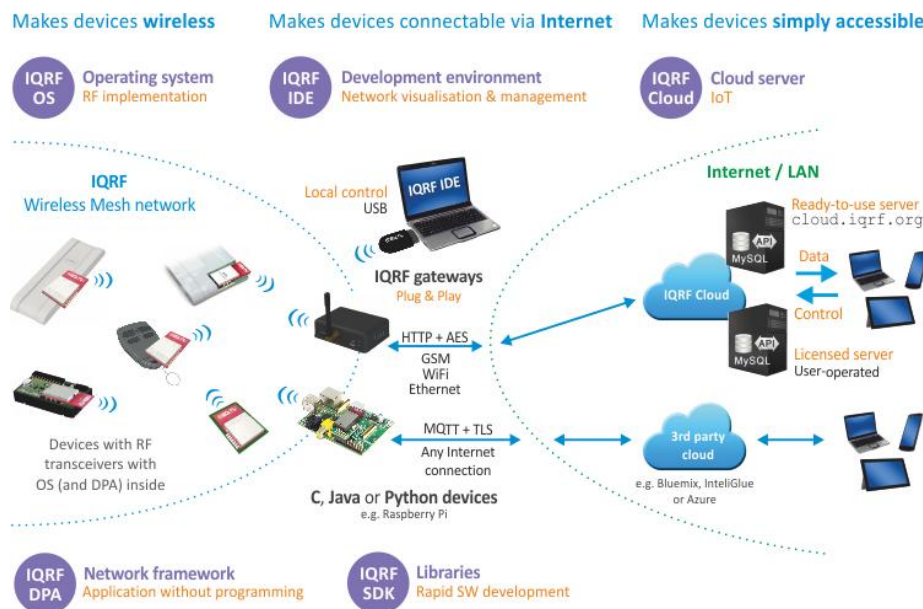 Makes devices wireless
Makes devices connectable via Internet
Makes devices simply accessible
IQRF
OS
Operating system
RF implementation
IQRF
IDE
Development environment
Network visualisation & management
IQRF
Cloud
Cloud server
IoT
IQRF
Wireless Mesh network
Local control
USB
IQRF IDE
IQRF gateways
Plug & Play
HTTP + AES
GSM
WiFi
Ethernet
MQTT + TLS
Any Internet
connection
C, Java or Python devices
e.g. Raspberry Pi
Devices with RF
transceivers with
OS (and DPA) inside
Internet / LAN
Ready-to-use server
cloud.iqrf.org
API
MySQL
Data
Control
IQRF Cloud
API
MySQL
Licensed server
User-operated
3rd party
cloud
e.g. Bluemix, InteliGlue
or Azure
IQRF
DPA
Network framework
Application without programming
IQRF
SDK
Libraries
Rapid SW development